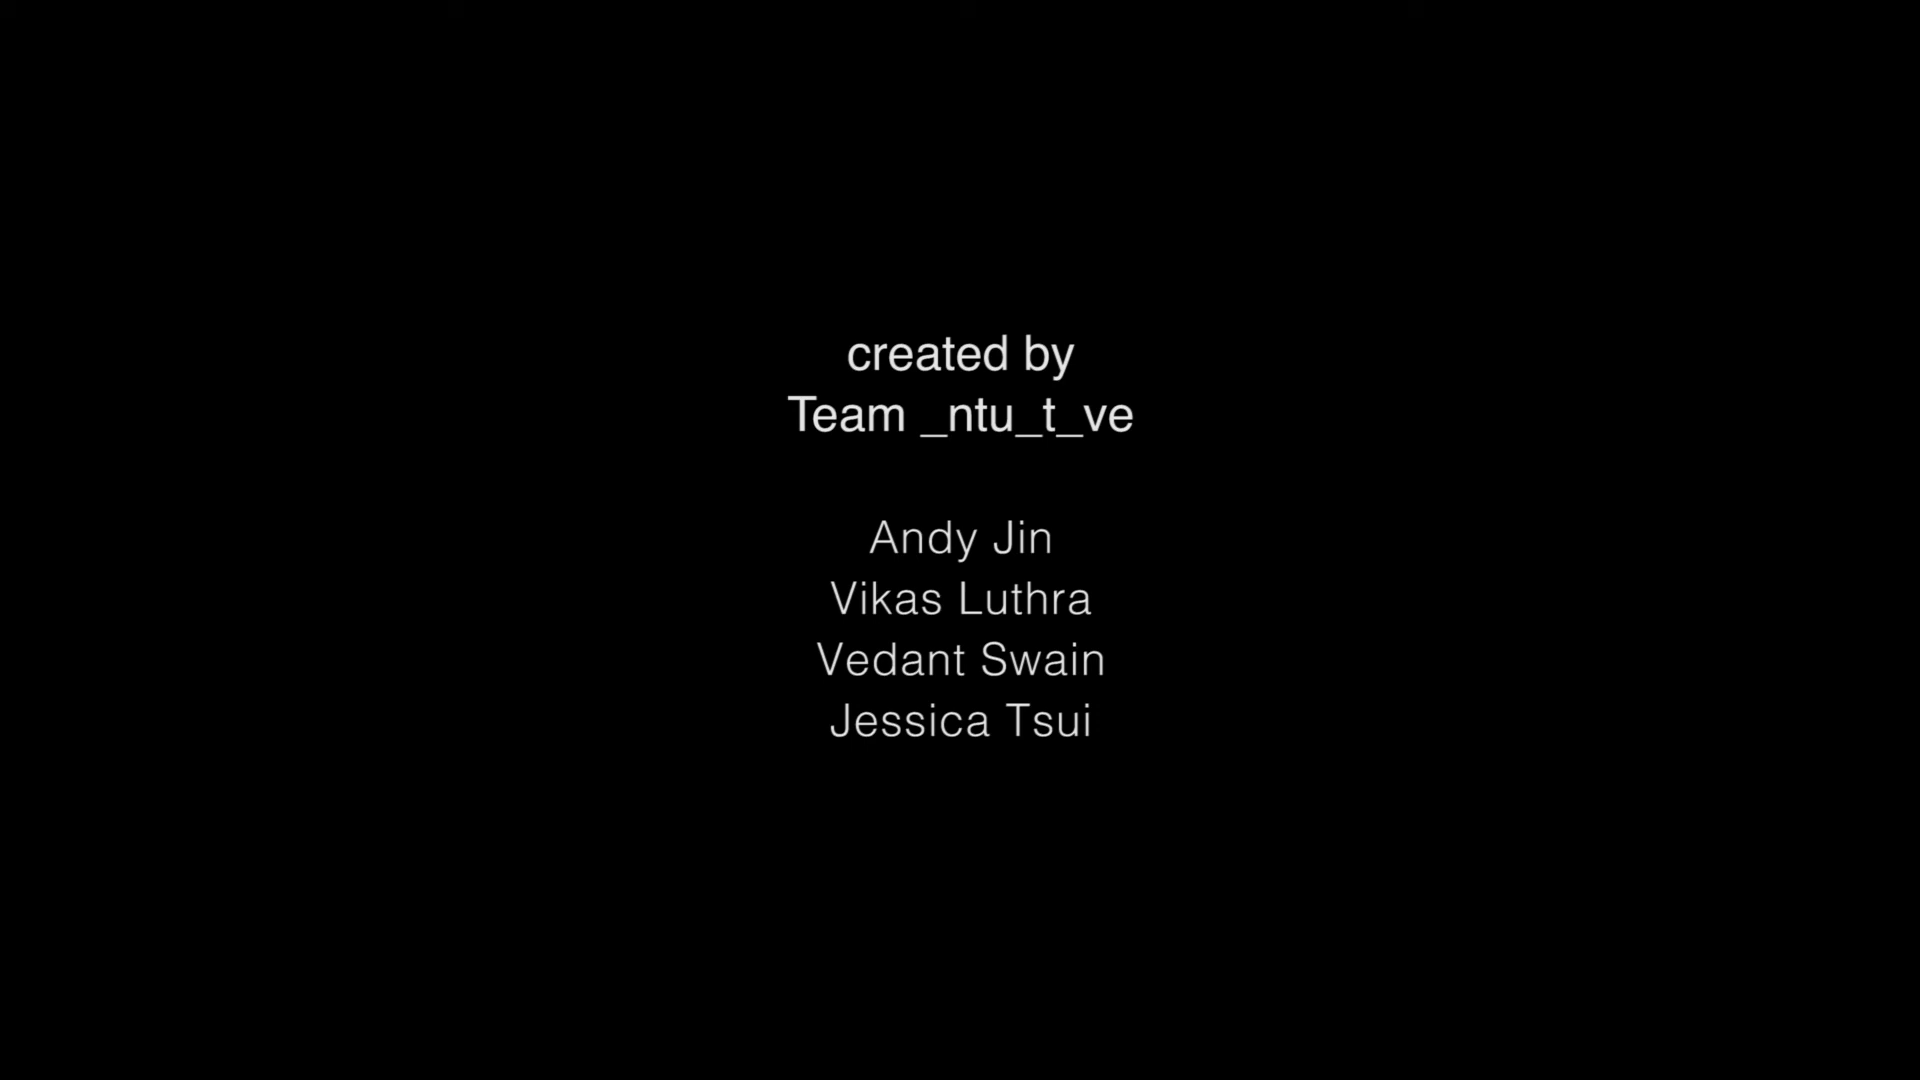 created by
Team _ntu_t_ve
Andy Jin
Vikas Luthra
Vedant Swain
Jessica Tsui